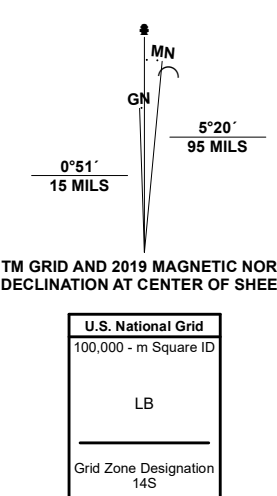 MN
GN
5°20´
95 MILS
0°51´
15 MILS
TM GRID AND 2019 MAGNETIC NOR
DECLINATION AT CENTER OF SHEE
U.S. National Grid
100,000 - m Square ID
LB
Grid Zone Designation
14S